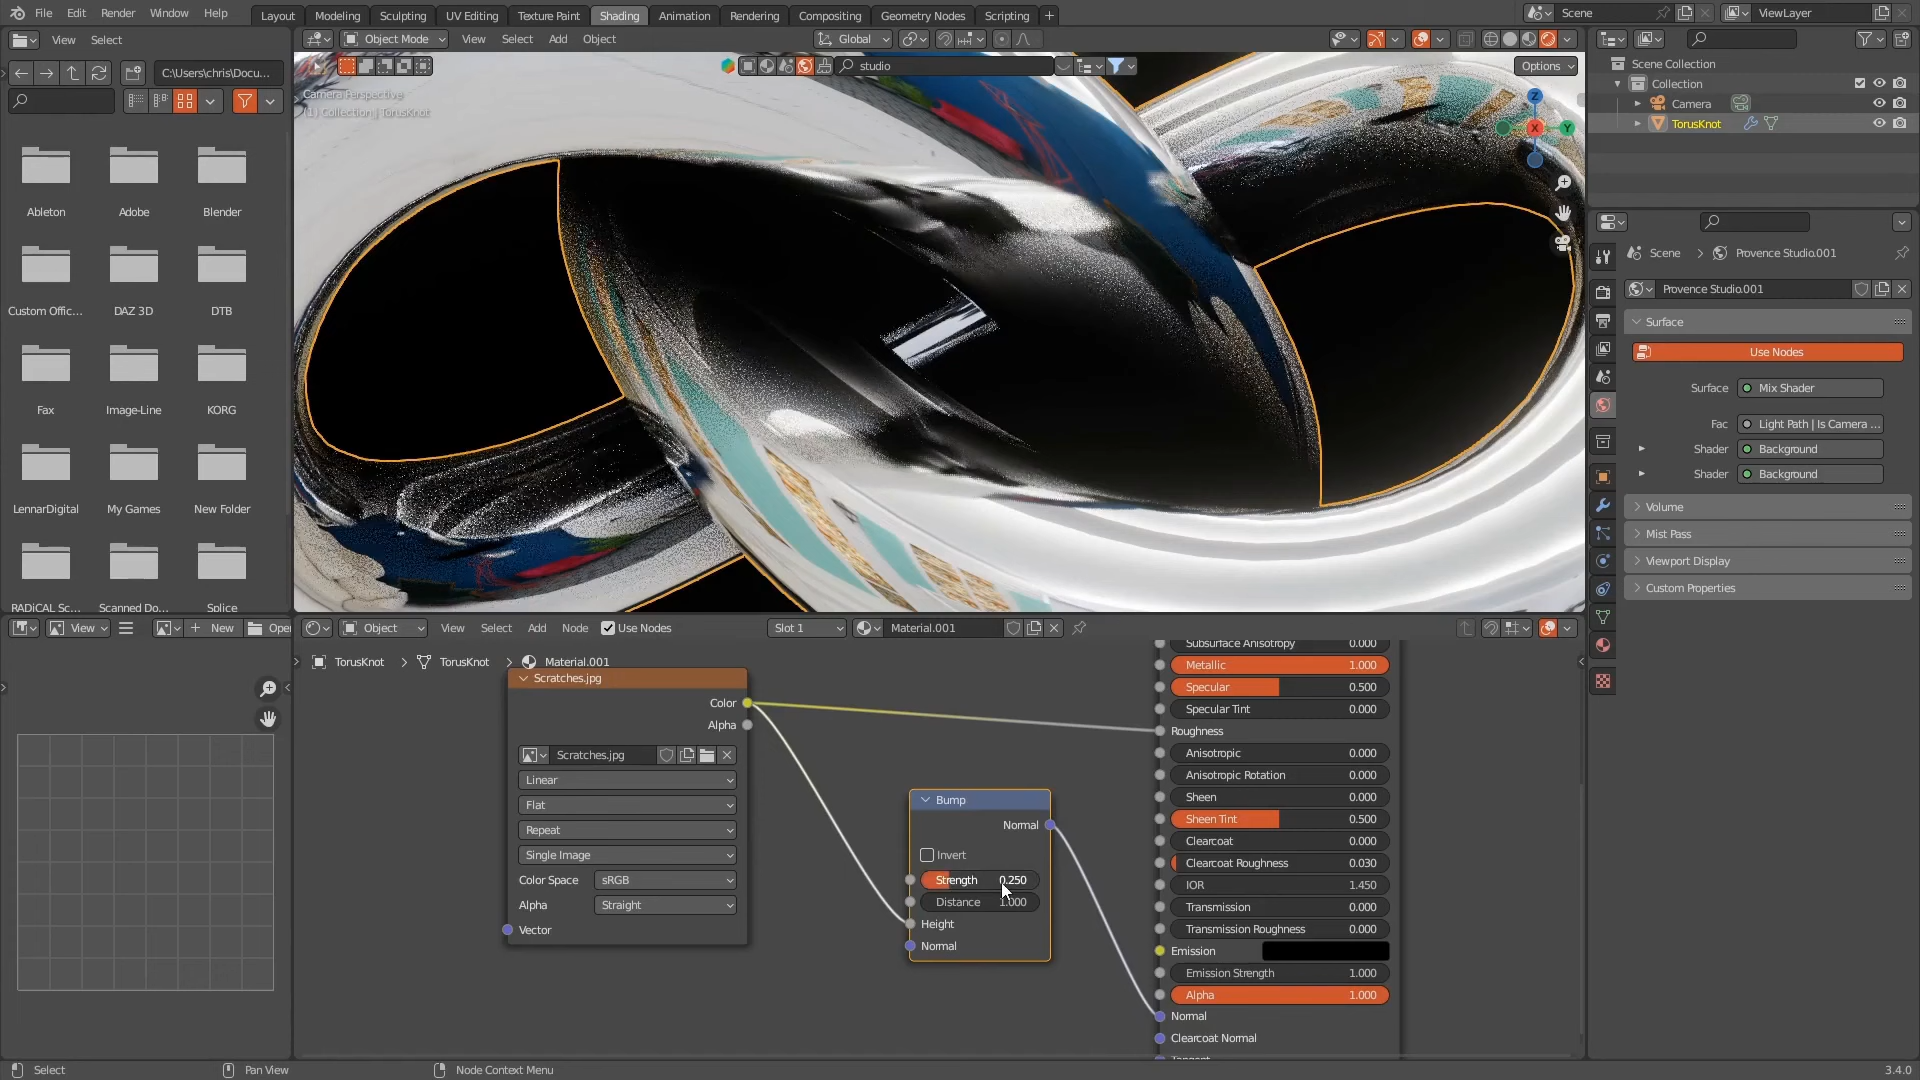 File Edit Render Window Help
Layout Modeling Sculpting UV Editing Texture Paint Shading Animation Rendering Compositing Geometry Nodes Scripting +
Scene ViewLayer
View Select
Object Mode View Select Add Object Global
C:\Users\chris\Docu...
studio
Options
Camera Perspective
(1) Collection | TorusKnot
Z
X
Y
Scene Collection
Collection
Camera
TorusKnot
Ableton Adobe Blender
Custom Offic... DAZ 3D DTB
Fax Image-Line KORG
LennarDigital My Games New Folder
RADiCAL Sc... Scanned Do... Splice
Scene > Provence Studio.001
Provence Studio.001
Surface
Use Nodes
Surface Mix Shader
Fac Light Path | Is Camera ...
Shader Background
Shader Background
Volume
Mist Pass
Viewport Display
Custom Properties
View New Open
Object View Select Add Node Use Nodes Slot 1 Material.001
TorusKnot > TorusKnot > Material.001
Scratches.jpg
Color
Alpha
Scratches.jpg
Linear
Flat
Repeat
Single Image
Color Space sRGB
Alpha Straight
Vector
Bump
Normal
Invert
Strength 0.250
Distance 1.000
Height
Normal
Subsurface Anisotropy 0.000
Metallic 1.000
Specular 0.500
Specular Tint 0.000
Roughness
Anisotropic 0.000
Anisotropic Rotation 0.000
Sheen 0.000
Sheen Tint 0.500
Clearcoat 0.000
Clearcoat Roughness 0.030
IOR 1.450
Transmission 0.000
Transmission Roughness 0.000
Emission
Emission Strength 1.000
Alpha 1.000
Normal
Clearcoat Normal
Tangent
Select Pan View Node Context Menu 3.4.0